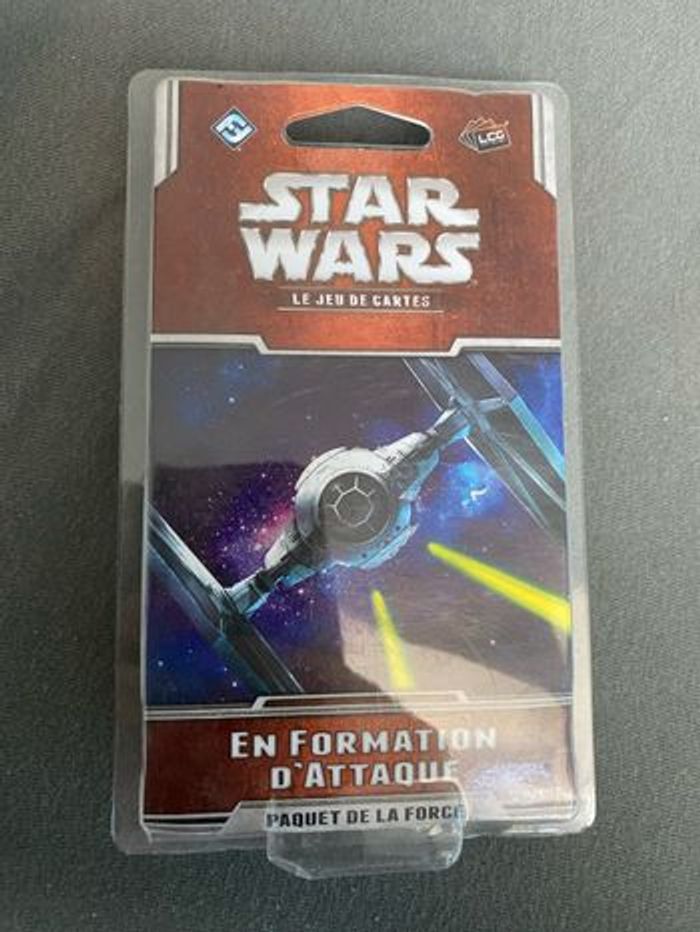 LCG
STAR
WARS
LE JEU DE CARTES
EN FORMATION
D'ATTAQUE
PAQUET DE LA FORCE